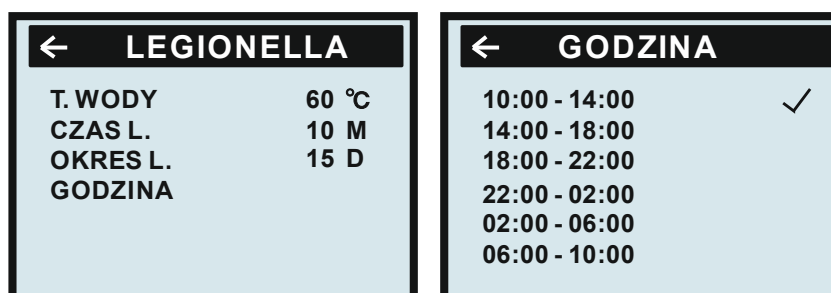 ← LEGIONELLA
T. WODY 60 °C
CZAS L. 10 M
OKRES L. 15 D
GODZINA
← GODZINA
10:00 - 14:00 ✓
14:00 - 18:00
18:00 - 22:00
22:00 - 02:00
02:00 - 06:00
06:00 - 10:00